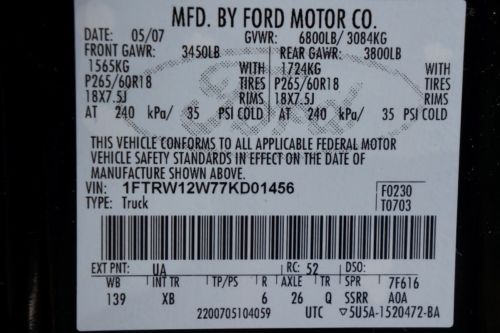 MFD. BY FORD MOTOR CO.
DATE: 05/07 GVWR: 6800LB/ 3084KG
FRONT GAWR: 3450LB REAR GAWR: 3800LB
1565KG WITH 1724KG WITH
P265/60R18 TIRES P265/60R18 TIRES
18X7.5J RIMS 18X7.5J RIMS
AT 240 kPa/ 35 PSI COLD AT 240 kPa/ 35 PSI COLD
THIS VEHICLE CONFORMS TO ALL APPLICABLE FEDERAL MOTOR
VEHICLE SAFETY STANDARDS IN EFFECT ON THE DATE OF
MANUFACTURE SHOWN ABOVE.
VIN: 1FTRW12W77KD01456 F0230
TYPE: Truck T0703
EXT PNT: UA RC: 52 DSO:
WB INT TR TP/PS R AXLE TR SPR 7F616
139 XB 6 26 Q SSRR A0A
2200705104059 UTC ▽5U5A-1520472-BA